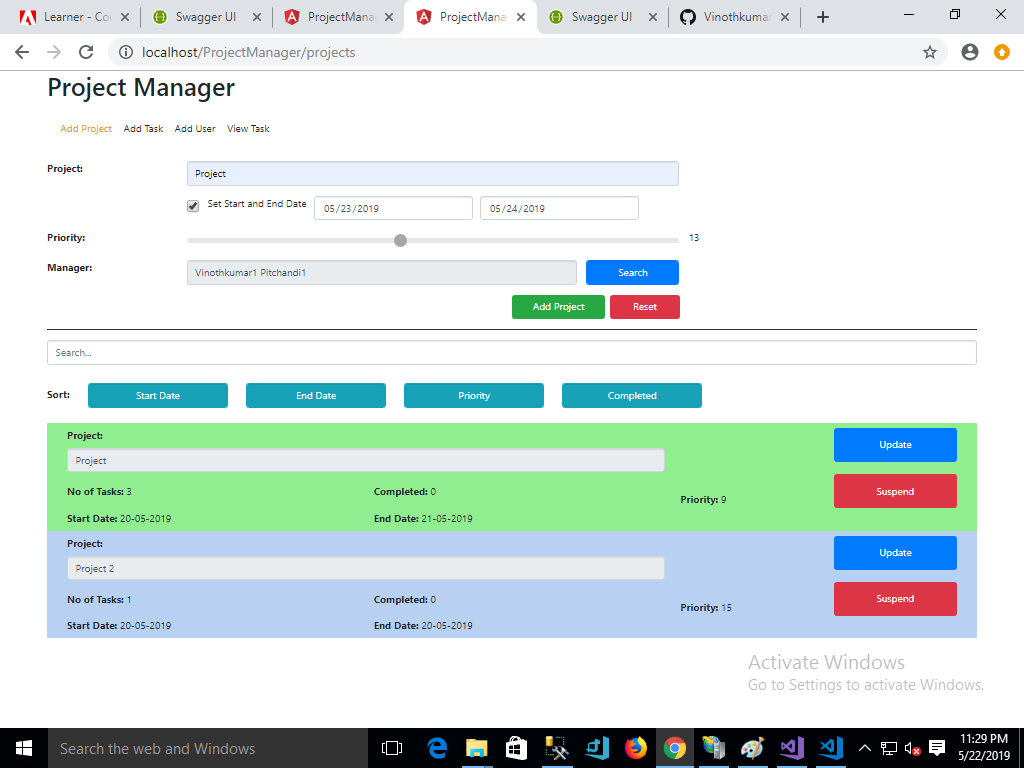 Learner - Co
Swagger UI
ProjectMana
ProjectMana
Swagger UI
Vinothkumar
localhost/ProjectManager/projects
Project Manager
Add Project Add Task Add User View Task
Project: Project
Set Start and End Date 05/23/2019 05/24/2019
Priority: 13
Manager: Vinothkumar1 Pitchandi1 Search
Add Project Reset
Search...
Sort: Start Date End Date Priority Completed
Project:
Project
Update
No of Tasks: 3 Completed: 0 Priority: 9 Suspend
Start Date: 20-05-2019 End Date: 21-05-2019
Project:
Project 2
Update
No of Tasks: 1 Completed: 0 Priority: 15 Suspend
Start Date: 20-05-2019 End Date: 20-05-2019
Activate Windows
Go to Settings to activate Windows.
Search the web and Windows
11:29 PM
5/22/2019